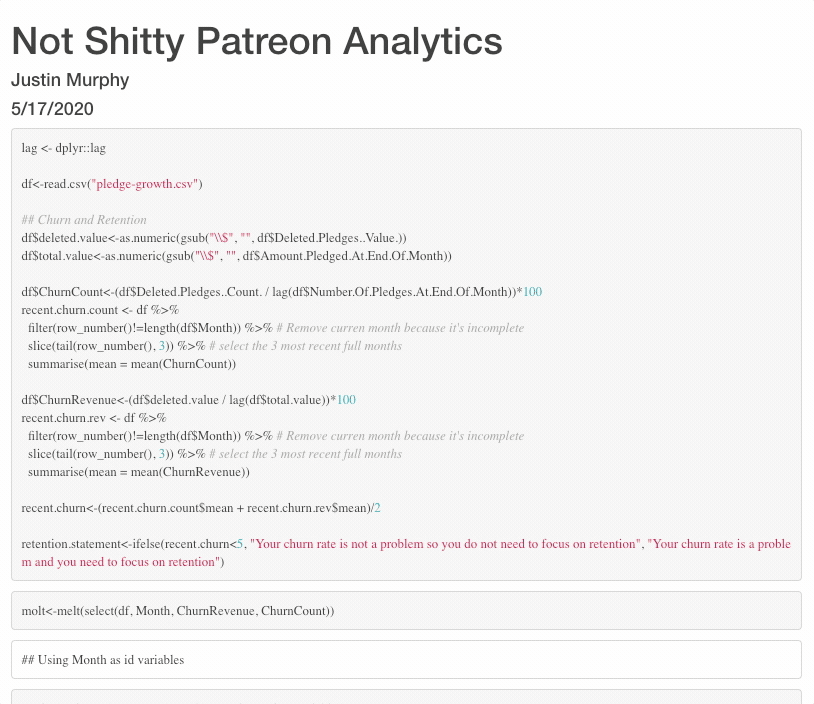 Not Shitty Patreon Analytics
Justin Murphy
5/17/2020
lag <- dplyr::lag
df<-read.csv("pledge-growth.csv")
## Churn and Retention
df$deleted.value<-as.numeric(gsub("\\$", "", df$Deleted.Pledges..Value.))
df$total.value<-as.numeric(gsub("\\$", "", df$Amount.Pledged.At.End.Of.Month))
df$ChurnCount<-(df$Deleted.Pledges..Count. / lag(df$Number.Of.Pledges.At.End.Of.Month))*100
recent.churn.count <- df %>%
filter(row_number()!=length(df$Month)) %>% # Remove curren month because it's incomplete
slice(tail(row_number(), 3)) %>% # select the 3 most recent full months
summarise(mean = mean(ChurnCount))
df$ChurnRevenue<-(df$deleted.value / lag(df$total.value))*100
recent.churn.rev <- df %>%
filter(row_number()!=length(df$Month)) %>% # Remove curren month because it's incomplete
slice(tail(row_number(), 3)) %>% # select the 3 most recent full months
summarise(mean = mean(ChurnRevenue))
recent.churn<-(recent.churn.count$mean + recent.churn.rev$mean)/2
retention.statement<-ifelse(recent.churn<5, "Your churn rate is not a problem so you do not need to focus on retention", "Your churn rate is a proble
m and you need to focus on retention")
molt<-melt(select(df, Month, ChurnRevenue, ChurnCount))
## Using Month as id variables